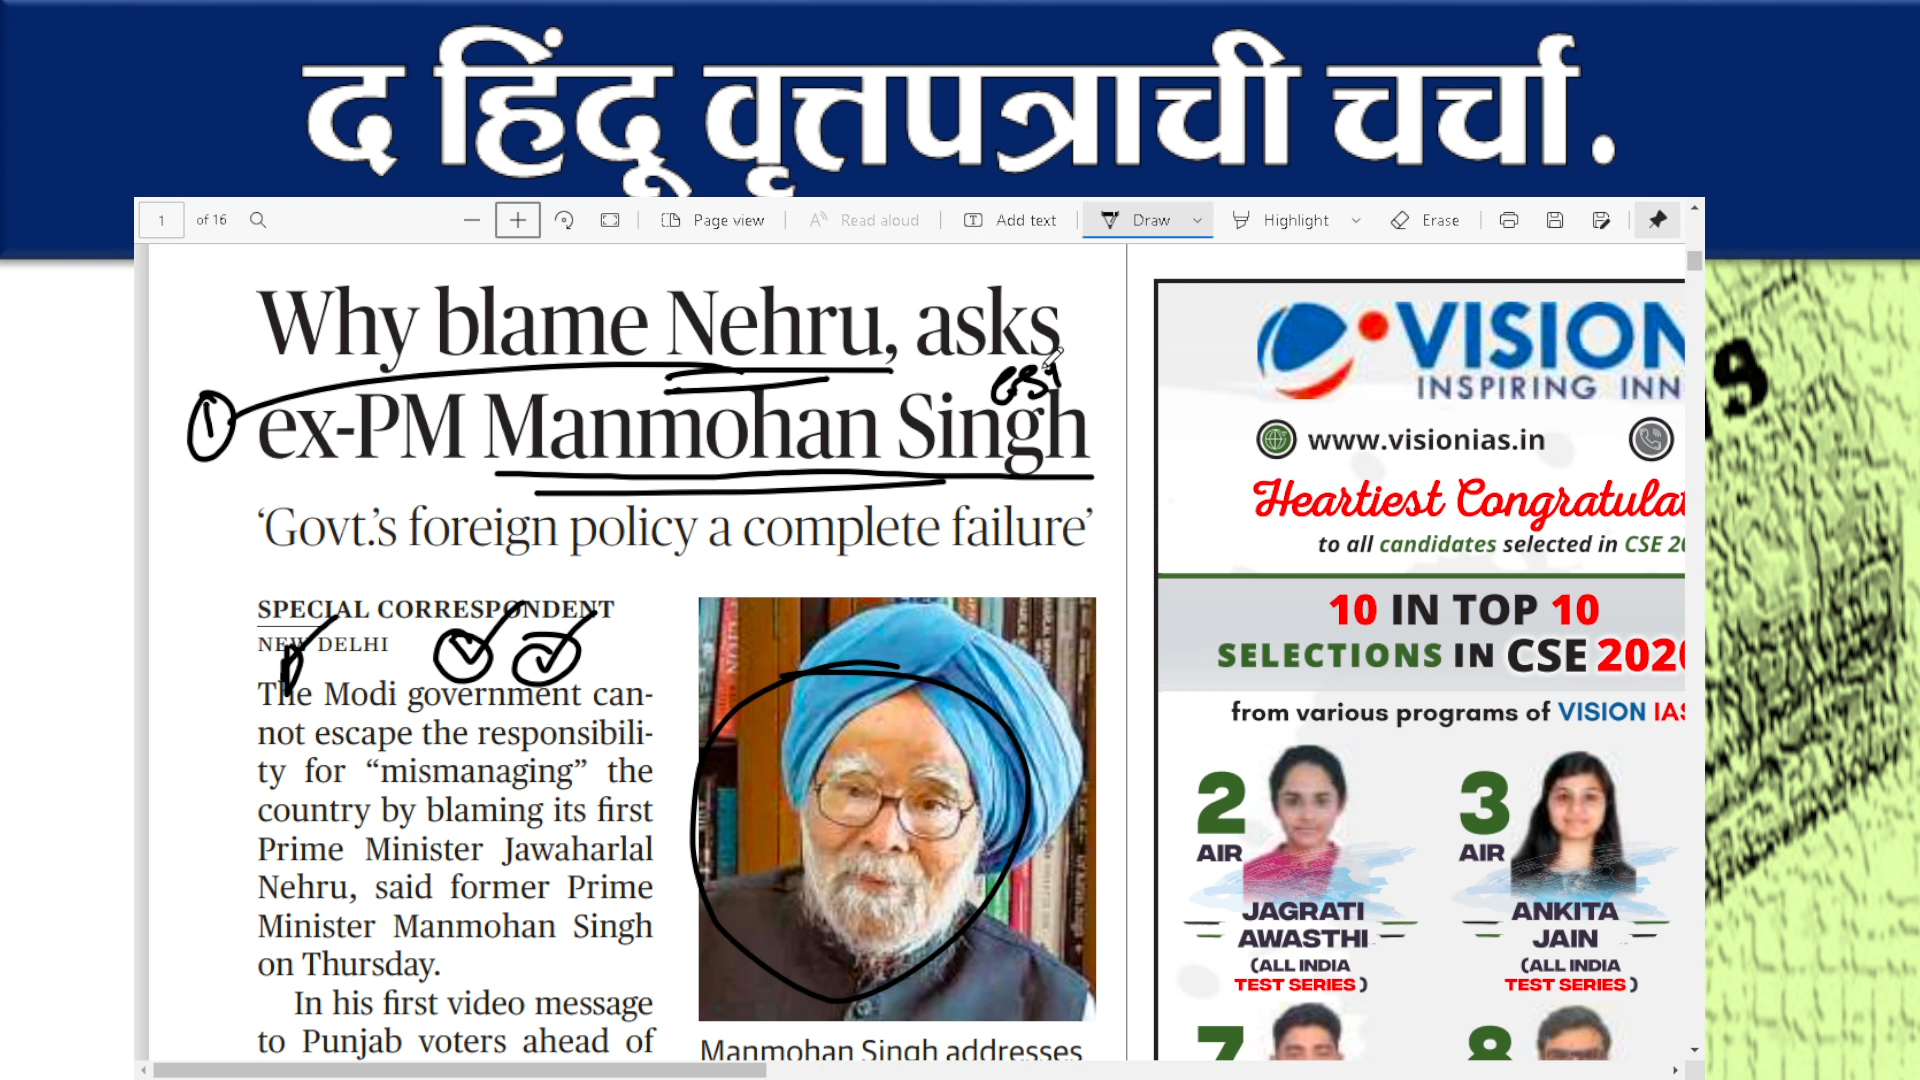 द हिंदू वृत्तपत्राची चर्चा.
1 of 16 Page view Read aloud Add text Draw Highlight Erase
Why blame Nehru, asks
ex-PM Manmohan Singh
1
'Govt.'s foreign policy a complete failure'
SPECIAL CORRESPONDENT
NEW DELHI
The Modi government can-
not escape the responsibili-
ty for “mismanaging” the
country by blaming its first
Prime Minister Jawaharlal
Nehru, said former Prime
Minister Manmohan Singh
on Thursday.
In his first video message
to Punjab voters ahead of
Manmohan Singh addresses
VISION
INSPIRING INN
www.visionias.in
Heartiest Congratulat
to all candidates selected in CSE 20
10 IN TOP 10
SELECTIONS IN CSE 2020
from various programs of VISION IAS
2
AIR
JAGRATI
AWASTHI
(ALL INDIA
TEST SERIES)
3
AIR
ANKITA
JAIN
(ALL INDIA
TEST SERIES)
7
8